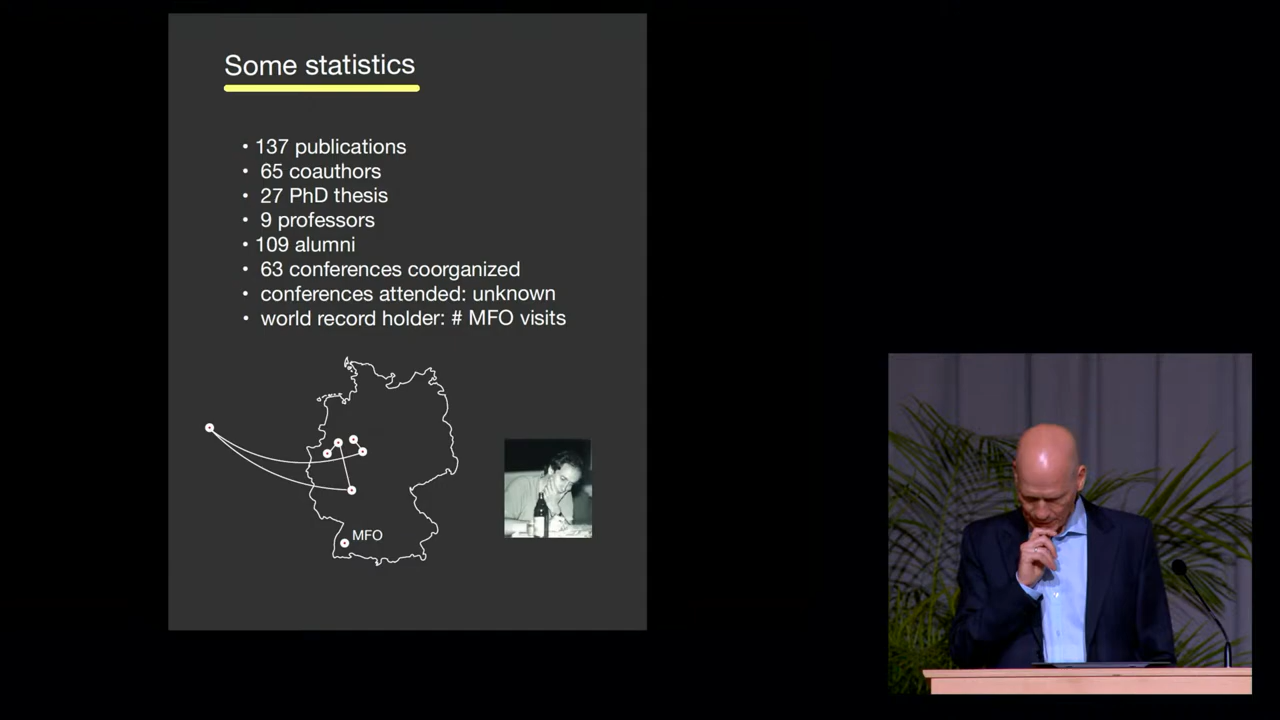 Some statistics
• 137 publications
• 65 coauthors
• 27 PhD thesis
• 9 professors
• 109 alumni
• 63 conferences coorganized
• conferences attended: unknown
• world record holder: # MFO visits
MFO